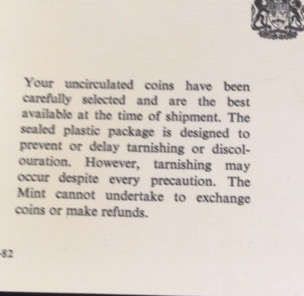 Your uncirculated coins have been
carefully selected and are the best
available at the time of shipment. The
sealed plastic package is designed to
prevent or delay tarnishing or discol-
ouration. However, tarnishing may
occur despite every precaution. The
Mint cannot undertake to exchange
coins or make refunds.
-82